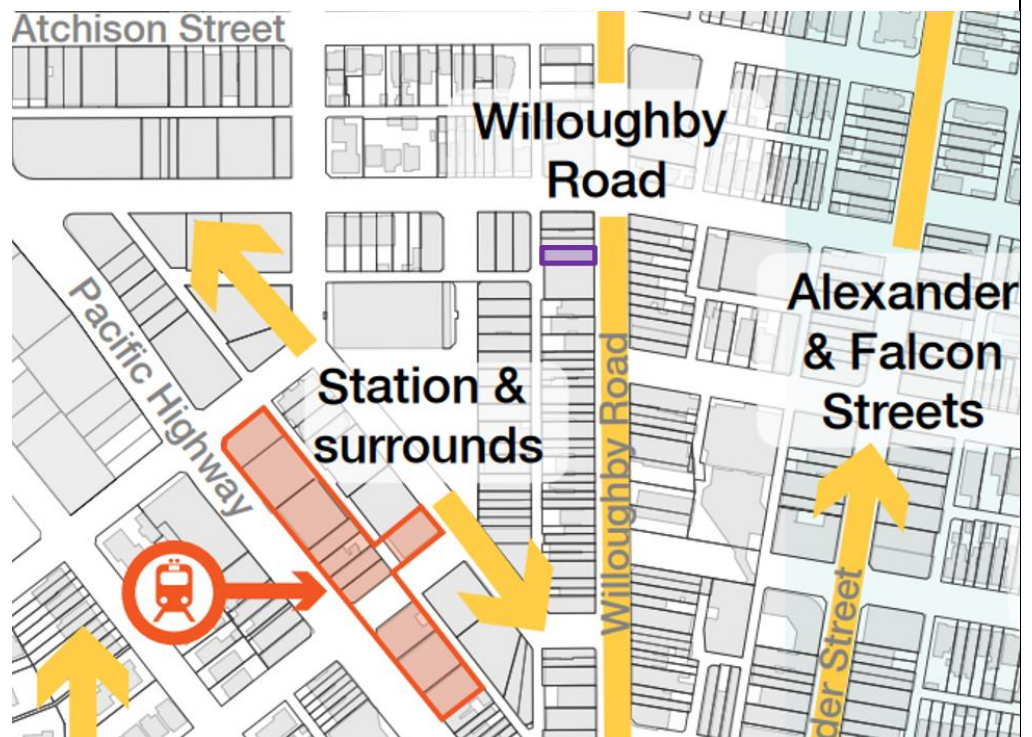 Atchison Street
Willoughby
Road
Alexander
& Falcon
Streets
Pacific Highway
Station &
surrounds
Willoughby Road
der Street